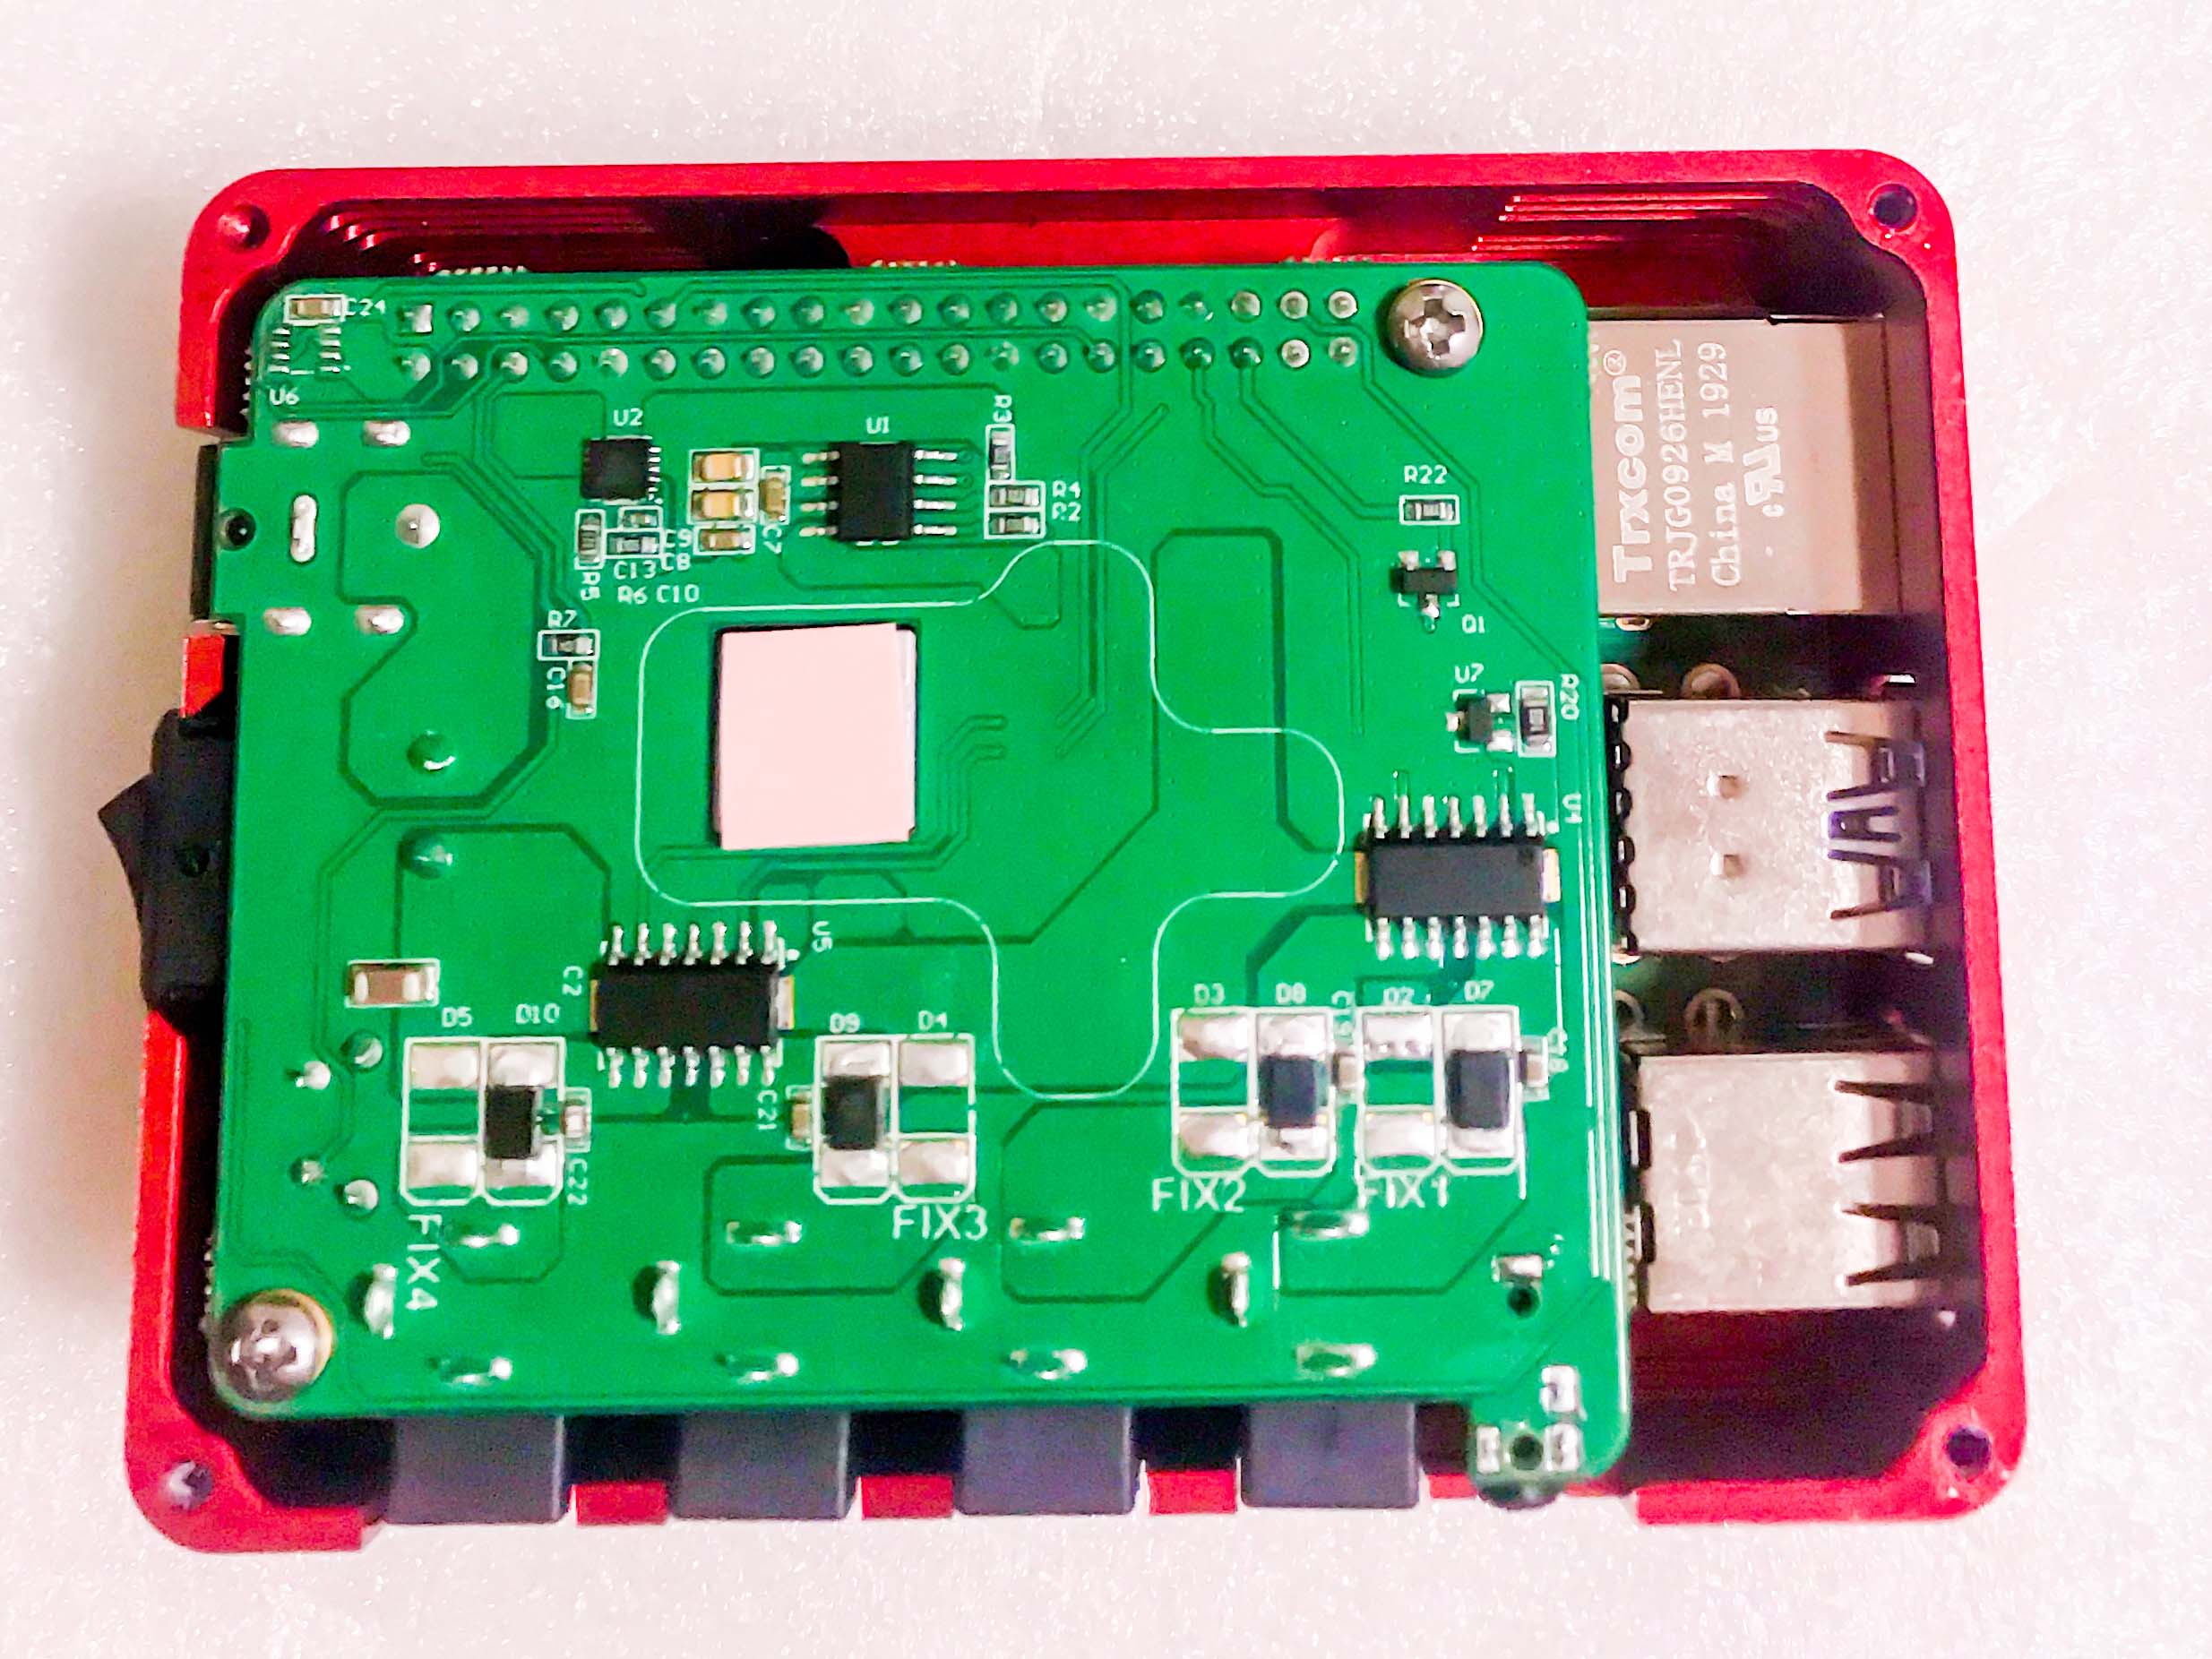 C24
U6
U2
U1
R3
R4
R2
C9
C8
C7
C13
R5
R6 C10
R7
C16
R22
Q1
U7
R20
U4
U5
C2
D5
D10
D9
D4
D3
D8
D2
D7
C21
C22
FIX4
FIX3
FIX2
FIX1
Trxcom®
TRJG0926HENL
China M 1929
c us